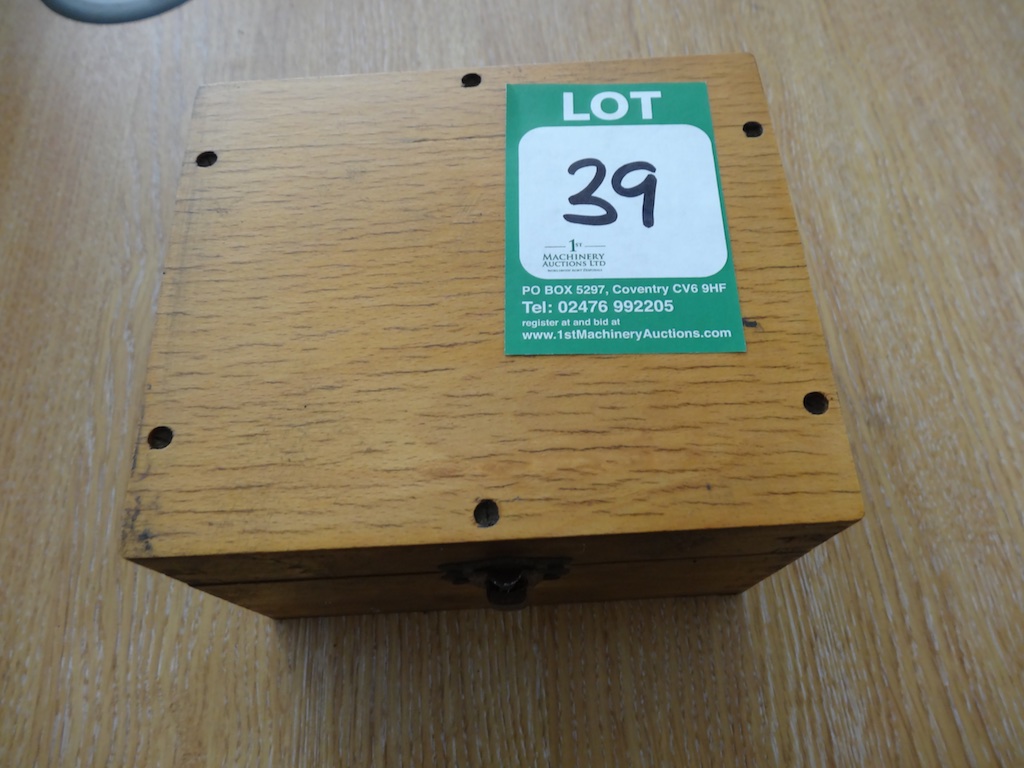 LOT
39
1ST
MACHINERY
AUCTIONS LTD
PO BOX 5297, Coventry CV6 9HF
Tel: 02476 992205
register at and bid at
www.1stMachineryAuctions.com